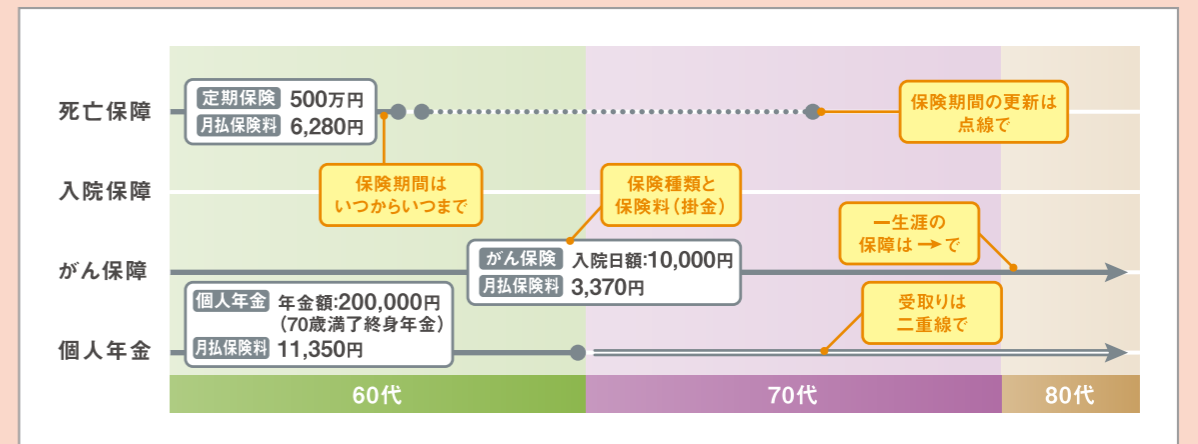 死亡保障
定期保険 500万円
月払保険料 6,280円
保険期間の更新は
点線で
入院保障
保険期間は
いつからいつまで
保険種類と
保険料（掛金）
一生涯の
保障は→で
がん保障
がん保険 入院日額:10,000円
月払保険料 3,370円
個人年金
個人年金 年金額:200,000円
（70歳満了終身年金）
月払保険料 11,350円
受取りは
二重線で
60代
70代
80代